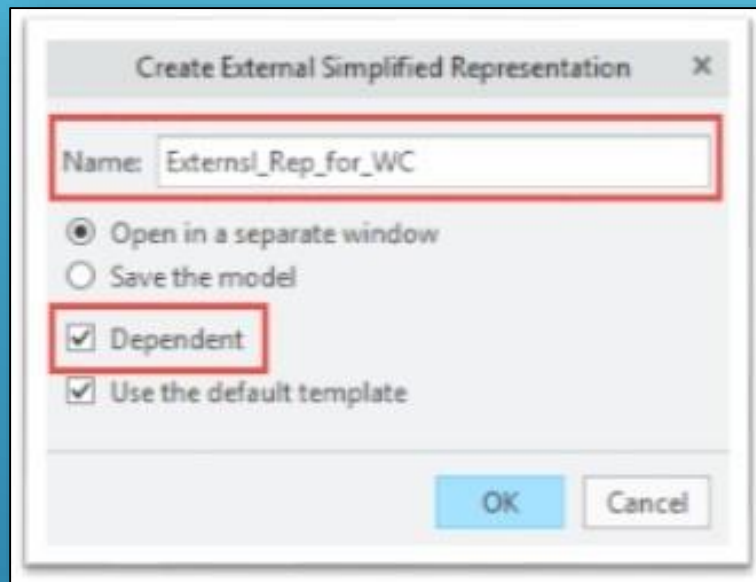 Create External Simplified Representation
Name: Externsl_Rep_for_WC
Open in a separate window
Save the model
Dependent
Use the default template
OK Cancel